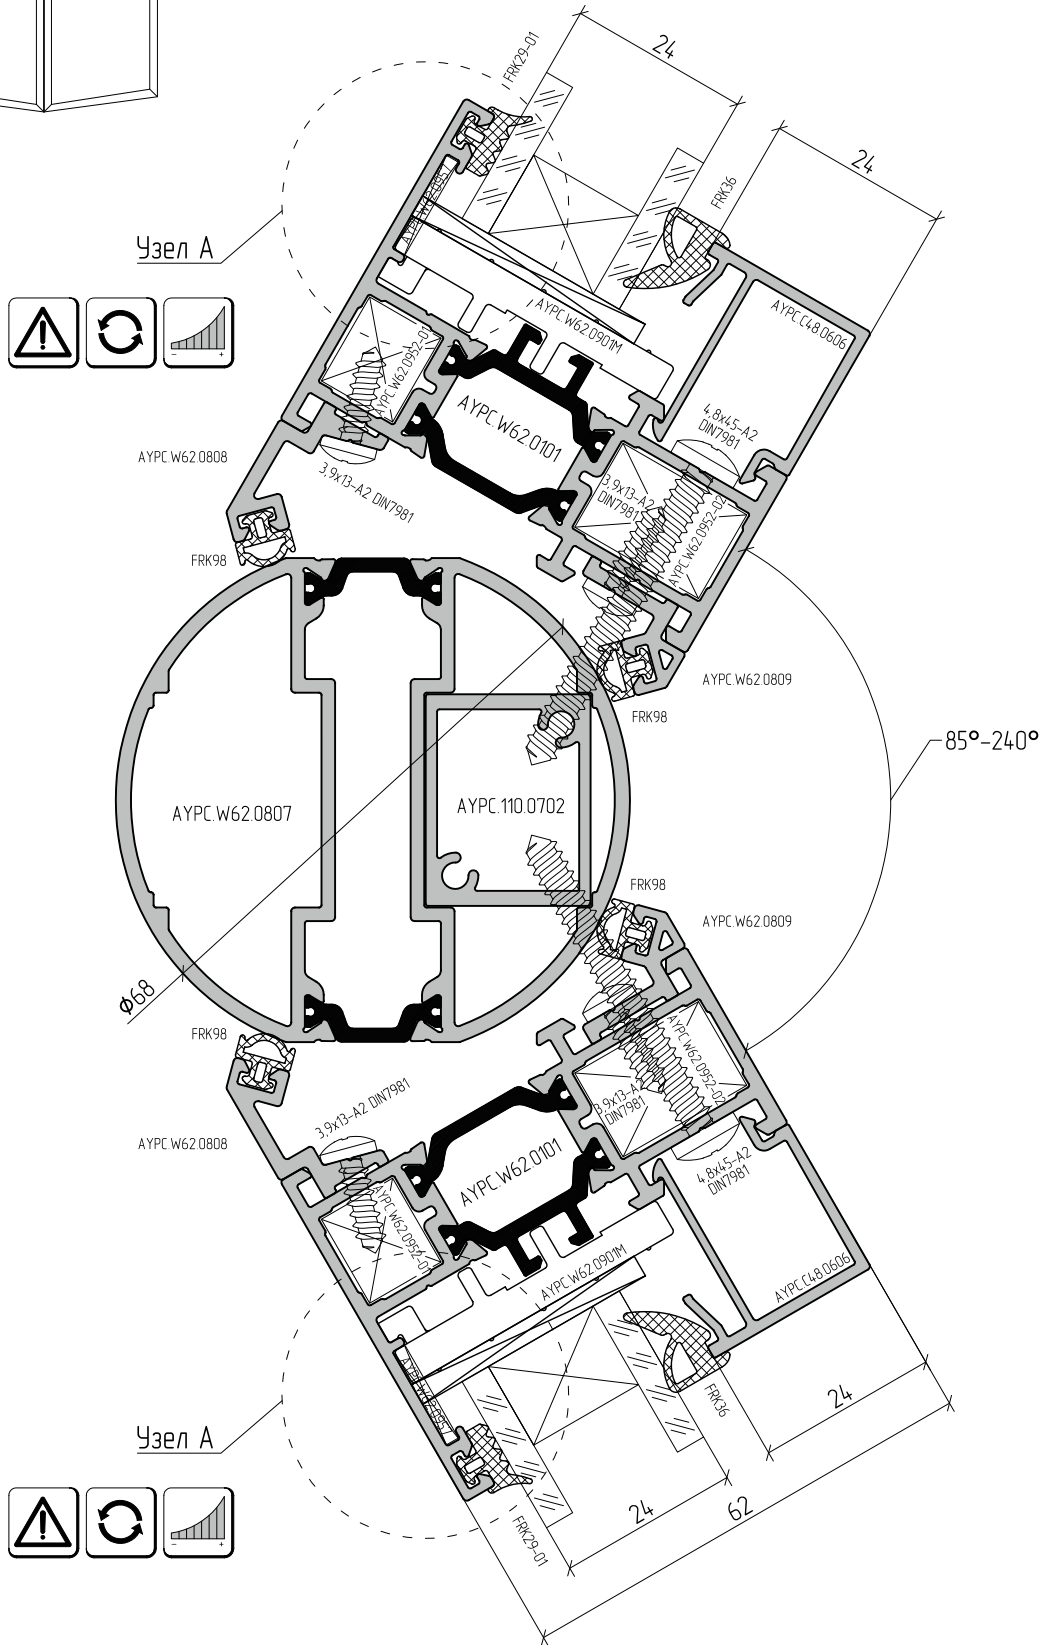 FRK29-01
24
FRK36
24
Узел А
AYPC.W62.0901M
AYPC.C48.0606
AYPC.W62.0952-01
AYPC.W62.0101
4,8x45-A2
DIN7981
AYPC.W62.0808
3,9x13-A2 DIN7981
3,9x13-A2
DIN7981
AYPC.W62.0952-02
FRK98
AYPC.W62.0809
FRK98
85°-240°
AYPC.W62.0807
AYPC.110.0702
FRK98
AYPC.W62.0809
Φ68
FRK98
3,9x13-A2 DIN7981
AYPC.W62.0952-02
3,9x13-A2
DIN7981
AYPC.W62.0808
AYPC.W62.0101
4,8x45-A2
DIN7981
AYPC.W62.0952-01
AYPC.W62.0901M
AYPC.C48.0606
FRK36
24
Узел А
24
62
FRK29-01